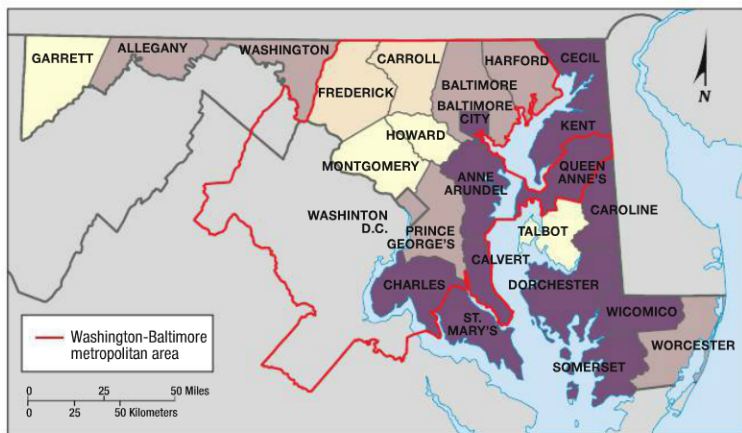 GARRETT
ALLEGANY
WASHINGTON
FREDERICK
CARROLL
BALTIMORE
HARFORD
CECIL
BALTIMORE
CITY
KENT
HOWARD
MONTGOMERY
ANNE
ARUNDEL
QUEEN
ANNE'S
WASHINTON
D.C.
PRINCE
GEORGE'S
CAROLINE
TALBOT
CALVERT
CHARLES
DORCHESTER
ST.
MARY'S
WICOMICO
WORCESTER
SOMERSET
N
Washington-Baltimore
metropolitan area
0 25 50 Miles
0 25 50 Kilometers